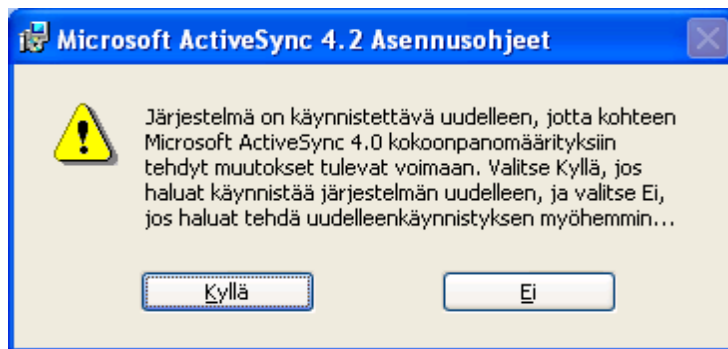 Microsoft ActiveSync 4.2 Asennusohjeet
Järjestelmä on käynnistettävä uudelleen, jotta kohteen
Microsoft ActiveSync 4.0 kokoonpanomäärityksiin
tehdyt muutokset tulevat voimaan. Valitse Kyllä, jos
haluat käynnistää järjestelmän uudelleen, ja valitse Ei,
jos haluat tehdä uudelleenkäynnistyksen myöhemmin...
Kyllä
Ei